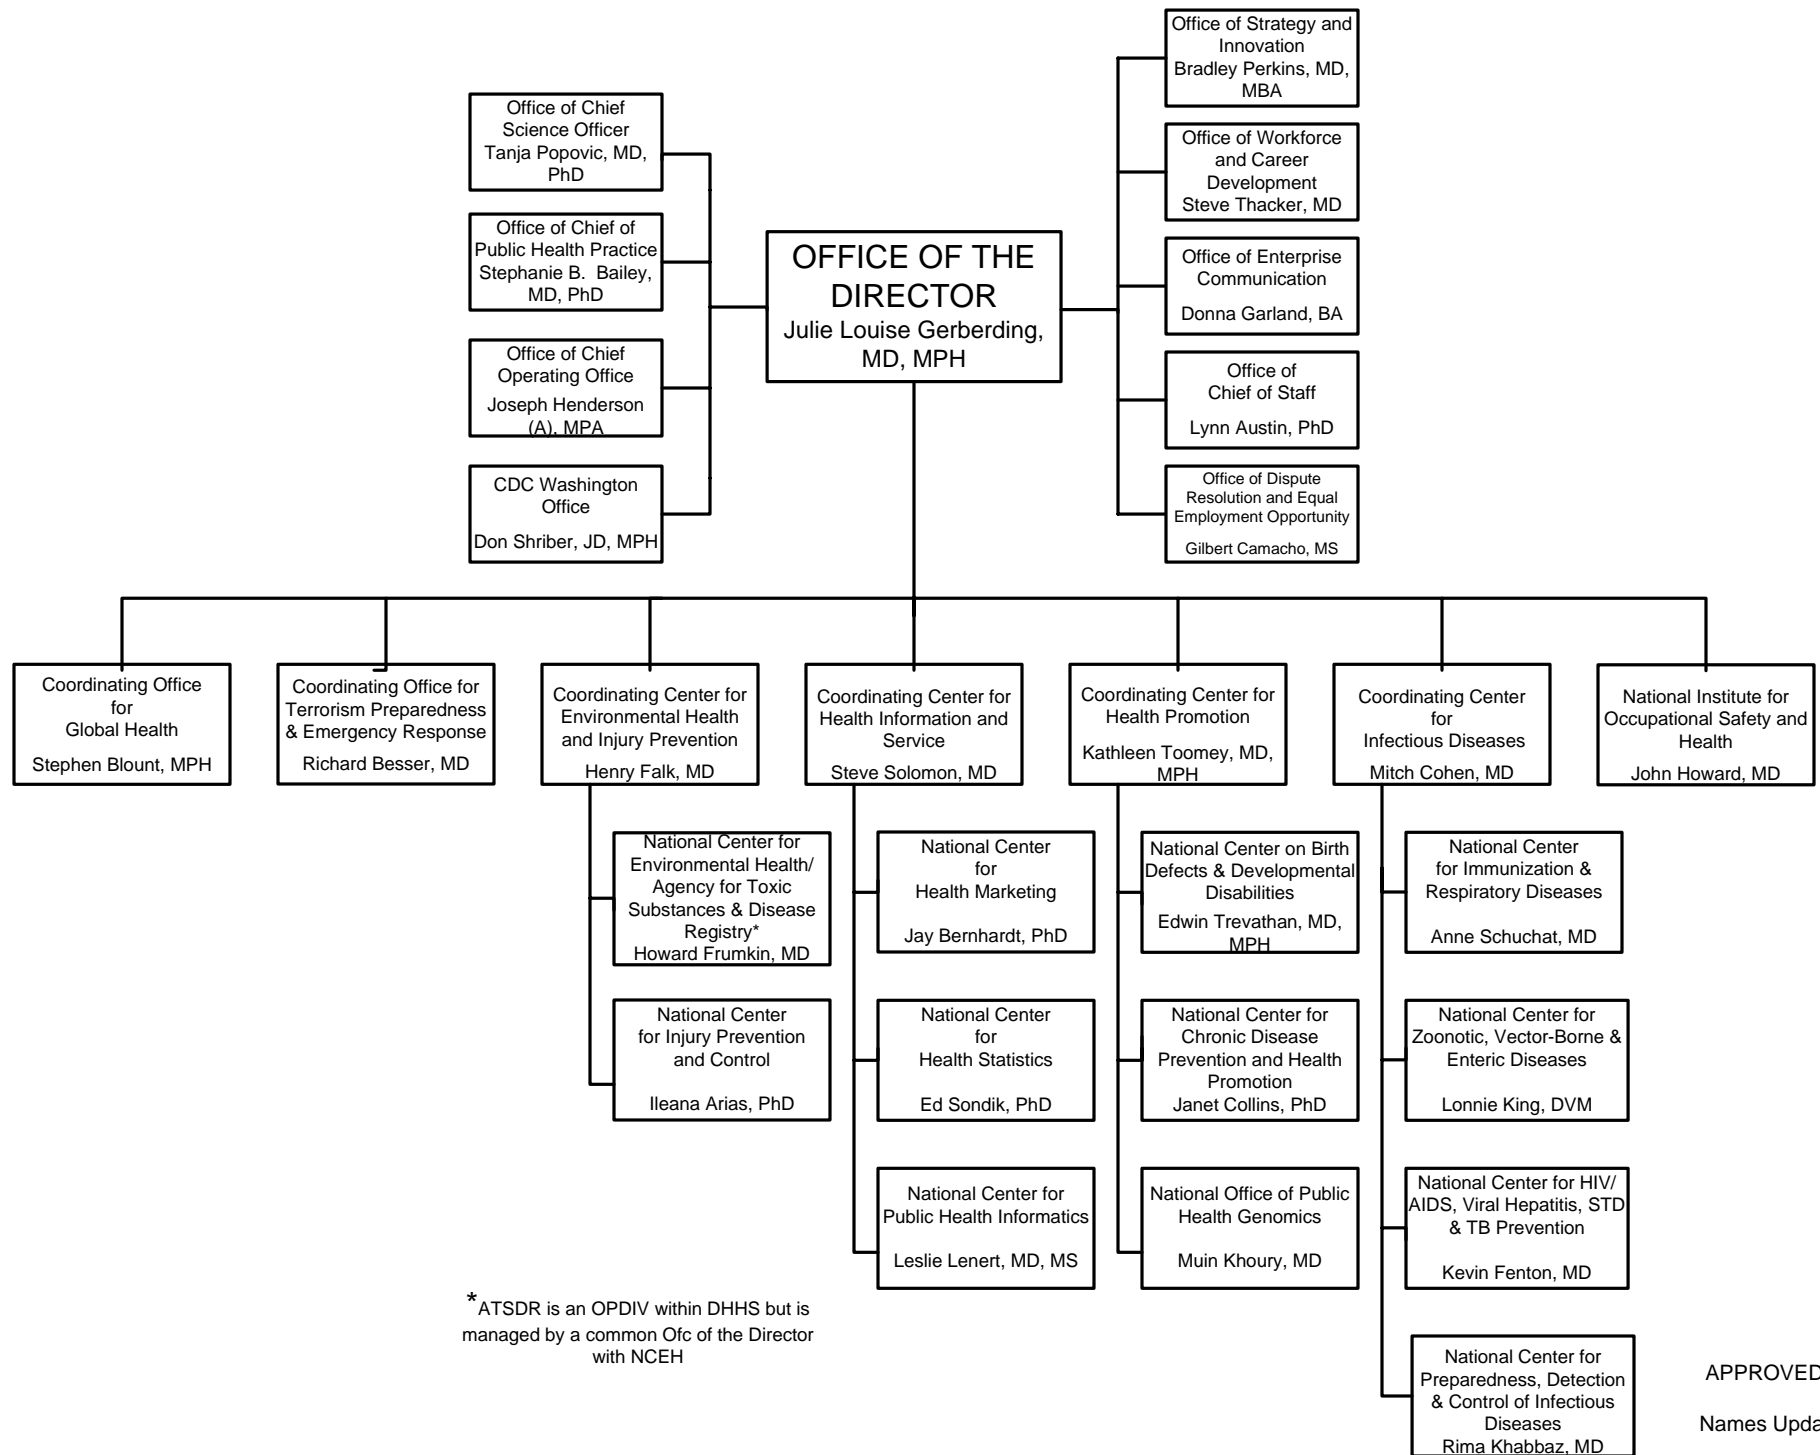 Office of Strategy and
Innovation
Bradley Perkins, MD,
MBA
Office of Chief
Science Officer
Tanja Popovic, MD,
PhD
Office of Workforce
and Career
Development
Steve Thacker, MD
Office of Chief of
Public Health Practice
Stephanie B. Bailey,
MD, PhD
OFFICE OF THE
DIRECTOR
Julie Louise Gerberding,
MD, MPH
Office of Enterprise
Communication
Donna Garland, BA
Office of Chief
Operating Office
Joseph Henderson
(A), MPA
Office of
Chief of Staff
Lynn Austin, PhD
CDC Washington
Office
Don Shriber, JD, MPH
Office of Dispute
Resolution and Equal
Employment Opportunity
Gilbert Camacho, MS
Coordinating Office
for
Global Health
Stephen Blount, MPH
Coordinating Office for
Terrorism Preparedness
& Emergency Response
Richard Besser, MD
Coordinating Center for
Environmental Health
and Injury Prevention
Henry Falk, MD
Coordinating Center for
Health Information and
Service
Steve Solomon, MD
Coordinating Center for
Health Promotion
Kathleen Toomey, MD,
MPH
Coordinating Center
for
Infectious Diseases
Mitch Cohen, MD
National Institute for
Occupational Safety and
Health
John Howard, MD
National Center for
Environmental Health/
Agency for Toxic
Substances & Disease
Registry*
Howard Frumkin, MD
National Center
for Injury Prevention
and Control
Ileana Arias, PhD
National Center
for
Health Marketing
Jay Bernhardt, PhD
National Center
for
Health Statistics
Ed Sondik, PhD
National Center for
Public Health Informatics
Leslie Lenert, MD, MS
National Center on Birth
Defects & Developmental
Disabilities
Edwin Trevathan, MD,
MPH
National Center for
Chronic Disease
Prevention and Health
Promotion
Janet Collins, PhD
National Office of Public
Health Genomics
Muin Khoury, MD
National Center
for Immunization &
Respiratory Diseases
Anne Schuchat, MD
National Center for
Zoonotic, Vector-Borne &
Enteric Diseases
Lonnie King, DVM
National Center for HIV/
AIDS, Viral Hepatitis, STD
& TB Prevention
Kevin Fenton, MD
National Center for
Preparedness, Detection
& Control of Infectious
Diseases
Rima Khabbaz, MD
*ATSDR is an OPDIV within DHHS but is
managed by a common Ofc of the Director
with NCEH
APPROVED
Names Upda